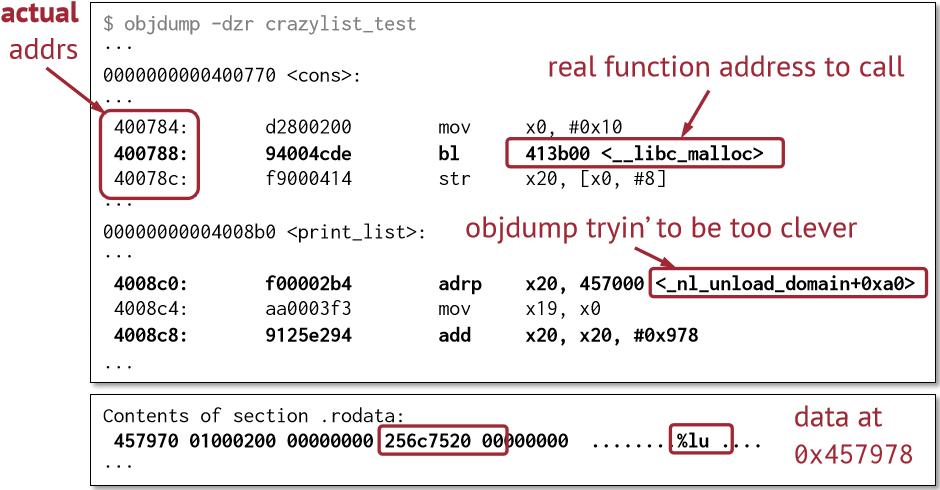 actual
addrs
$ objdump -dzr crazylist_test
...
0000000000400770 <cons>:
...
real function address to call
400784: d2800200 mov x0, #0x10
400788: 94004cde bl 413b00 <__libc_malloc>
40078c: f9000414 str x20, [x0, #8]
...
00000000004008b0 <print_list>:
...
objdump tryin’ to be too clever
4008c0: f00002b4 adrp x20, 457000 <_nl_unload_domain+0xa0>
4008c4: aa0003f3 mov x19, x0
4008c8: 9125e294 add x20, x20, #0x978
...
Contents of section .rodata:
457970 01000200 00000000 256c7520 00000000 ........%lu ....
...
data at
0x457978